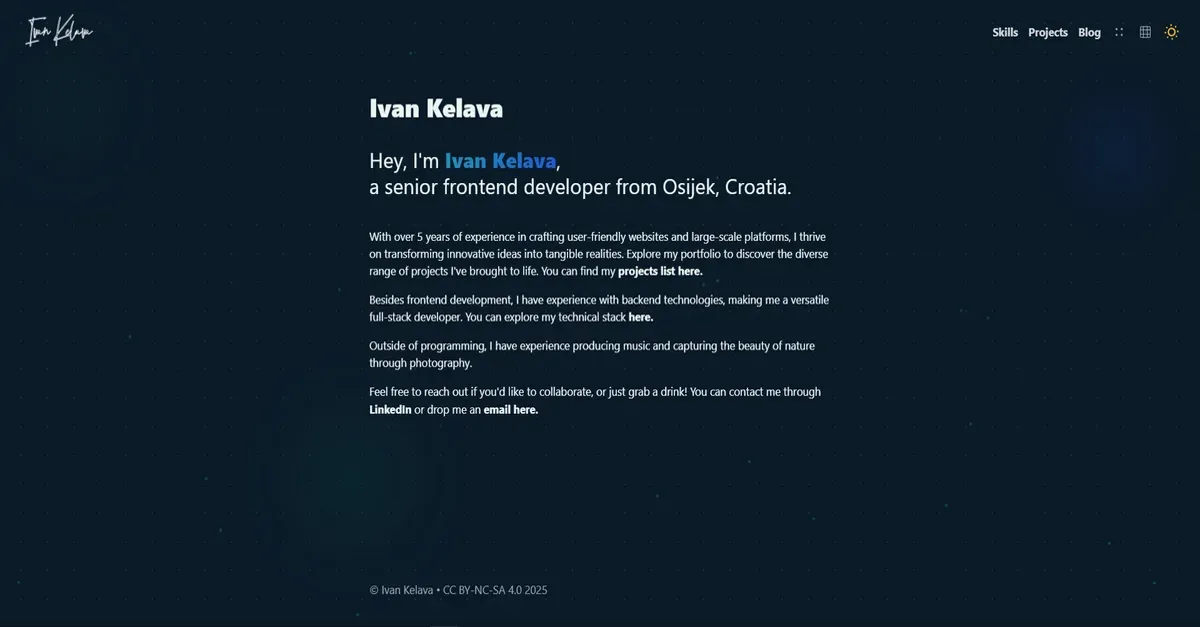 Ivan Kelava
Skills Projects Blog
Ivan Kelava
Hey, I'm Ivan Kelava,
a senior frontend developer from Osijek, Croatia.
With over 5 years of experience in crafting user-friendly websites and large-scale platforms, I thrive
on transforming innovative ideas into tangible realities. Explore my portfolio to discover the diverse
range of projects I've brought to life. You can find my projects list here.
Besides frontend development, I have experience with backend technologies, making me a versatile
full-stack developer. You can explore my technical stack here.
Outside of programming, I have experience producing music and capturing the beauty of nature
through photography.
Feel free to reach out if you'd like to collaborate, or just grab a drink! You can contact me through
LinkedIn or drop me an email here.
© Ivan Kelava • CC BY-NC-SA 4.0 2025